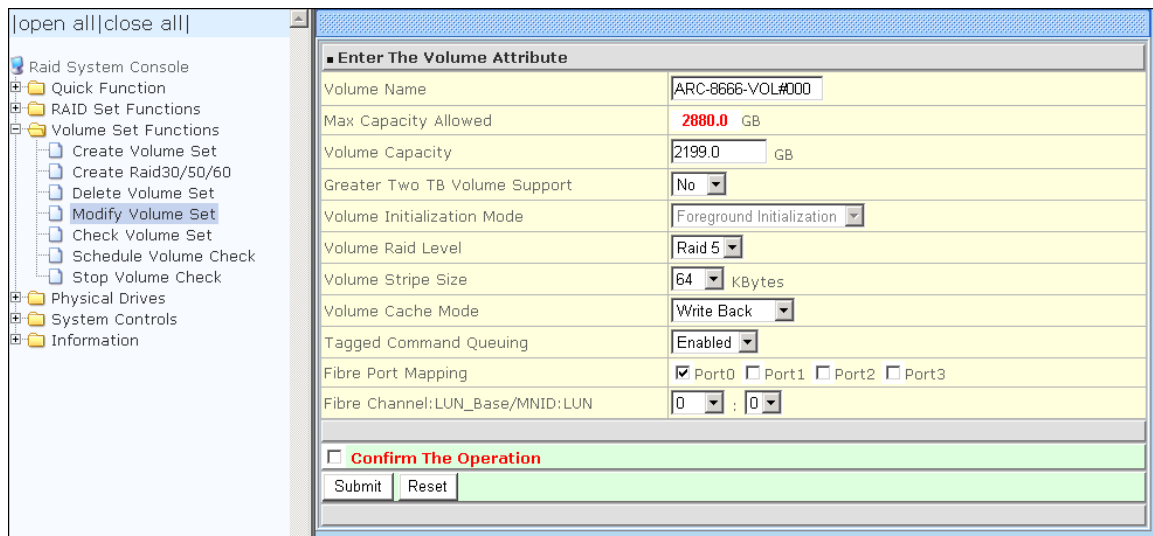 |open all|close all|
Raid System Console
Quick Function
RAID Set Functions
Volume Set Functions
Create Volume Set
Create Raid30/50/60
Delete Volume Set
Modify Volume Set
Check Volume Set
Schedule Volume Check
Stop Volume Check
Physical Drives
System Controls
Information
Enter The Volume Attribute
Volume Name ARC-8666-VOL#000
Max Capacity Allowed 2880.0 GB
Volume Capacity 2199.0 GB
Greater Two TB Volume Support No
Volume Initialization Mode Foreground Initialization
Volume Raid Level Raid 5
Volume Stripe Size 64 KBytes
Volume Cache Mode Write Back
Tagged Command Queuing Enabled
Fibre Port Mapping Port0 Port1 Port2 Port3
Fibre Channel:LUN_Base/MNID:LUN 0 : 0
Confirm The Operation
Submit Reset